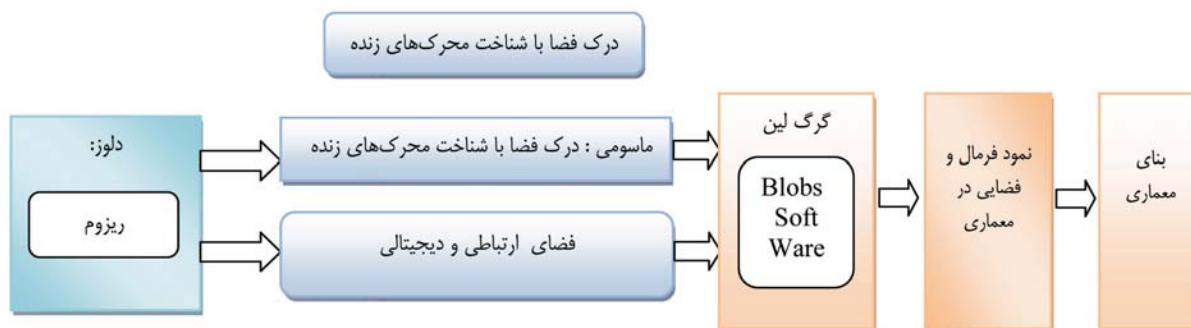 درک فضا با شناخت محرک‌های زنده
دلوز:
ریزوم
ماسومی : درک فضا با شناخت محرک‌های زنده
فضای ارتباطی و دیجیتالی
گرگ لین
Blobs
Soft
Ware
نمود فرمال و
فضایی در
معماری
بنای
معماری